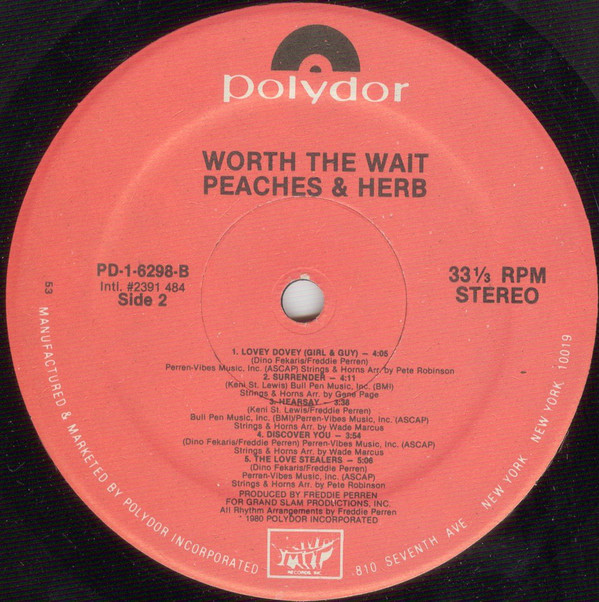 polydor
WORTH THE WAIT
PEACHES & HERB
PD-1-6298-B
Intl. #2391 484
Side 2
33 1/3 RPM
STEREO
1. LOVEY DOVEY (GIRL & GUY) — 4:05
(Dino Fekaris/Freddie Perren)
Perren-Vibes Music, Inc. (ASCAP) Strings & Horns Arr. by Pete Robinson
2. SURRENDER — 4:11
(Keni St. Lewis) Bull Pen Music, Inc. (BMI)
Strings & Horns Arr. by Gene Page
3. HEARSAY — 3:38
(Keni St. Lewis/Freddie Perren)
Bull Pen Music, Inc. (BMI)/Perren-Vibes Music, Inc. (ASCAP)
Strings & Horns Arr. by Wade Marcus
4. DISCOVER YOU — 3:54
(Dino Fekaris/Freddie Perren) Perren-Vibes Music, Inc. (ASCAP)
Strings & Horns Arr. by Wade Marcus
5. THE LOVE STEALERS — 5:06
(Dino Fekaris/Freddie Perren)
Perren-Vibes Music, Inc. (ASCAP)
Strings & Horns Arr. by Pete Robinson
PRODUCED BY FREDDIE PERREN
FOR GRAND SLAM PRODUCTIONS, INC.
All Rhythm Arrangements by Freddie Perren
℗ 1980 POLYDOR INCORPORATED
MVP
RECORDS, INC.
53 MANUFACTURED & MARKETED BY POLYDOR INCORPORATED 810 SEVENTH AVE NEW YORK, NEW YORK 10019